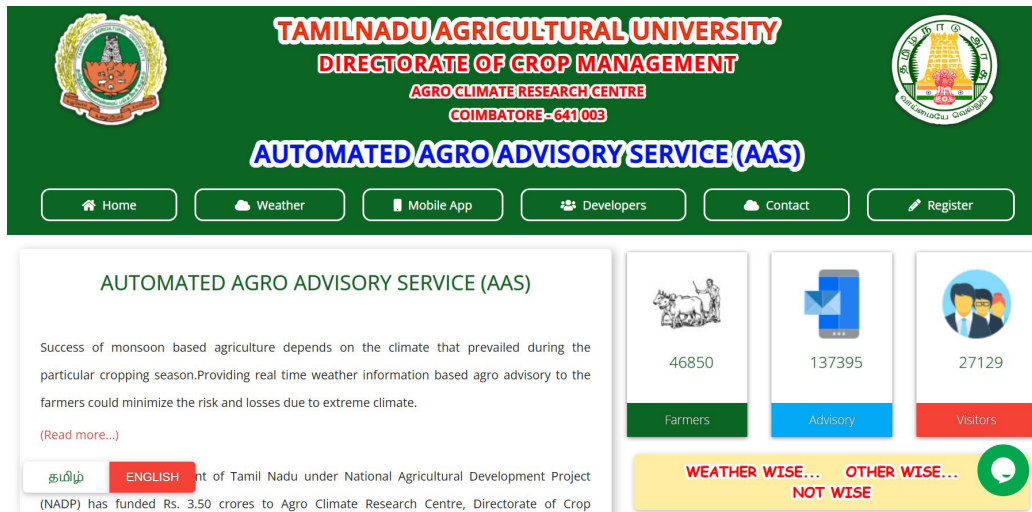 TAMILNADU AGRICULTURAL UNIVERSITY
DIRECTORATE OF CROP MANAGEMENT
AGRO CLIMATE RESEARCH CENTRE
COIMBATORE - 641 003
AUTOMATED AGRO ADVISORY SERVICE (AAS)
தமிழ்நாடு அரசு
வாய்மையே வெல்லும்
Home
Weather
Mobile App
Developers
Contact
Register
AUTOMATED AGRO ADVISORY SERVICE (AAS)
Success of monsoon based agriculture depends on the climate that prevailed during the
particular cropping season.Providing real time weather information based agro advisory to the
farmers could minimize the risk and losses due to extreme climate.
(Read more...)
nt of Tamil Nadu under National Agricultural Development Project
(NADP) has funded Rs. 3.50 crores to Agro Climate Research Centre, Directorate of Crop
தமிழ்
ENGLISH
46850
Farmers
137395
Advisory
27129
Visitors
WEATHER WISE... OTHER WISE...
NOT WISE